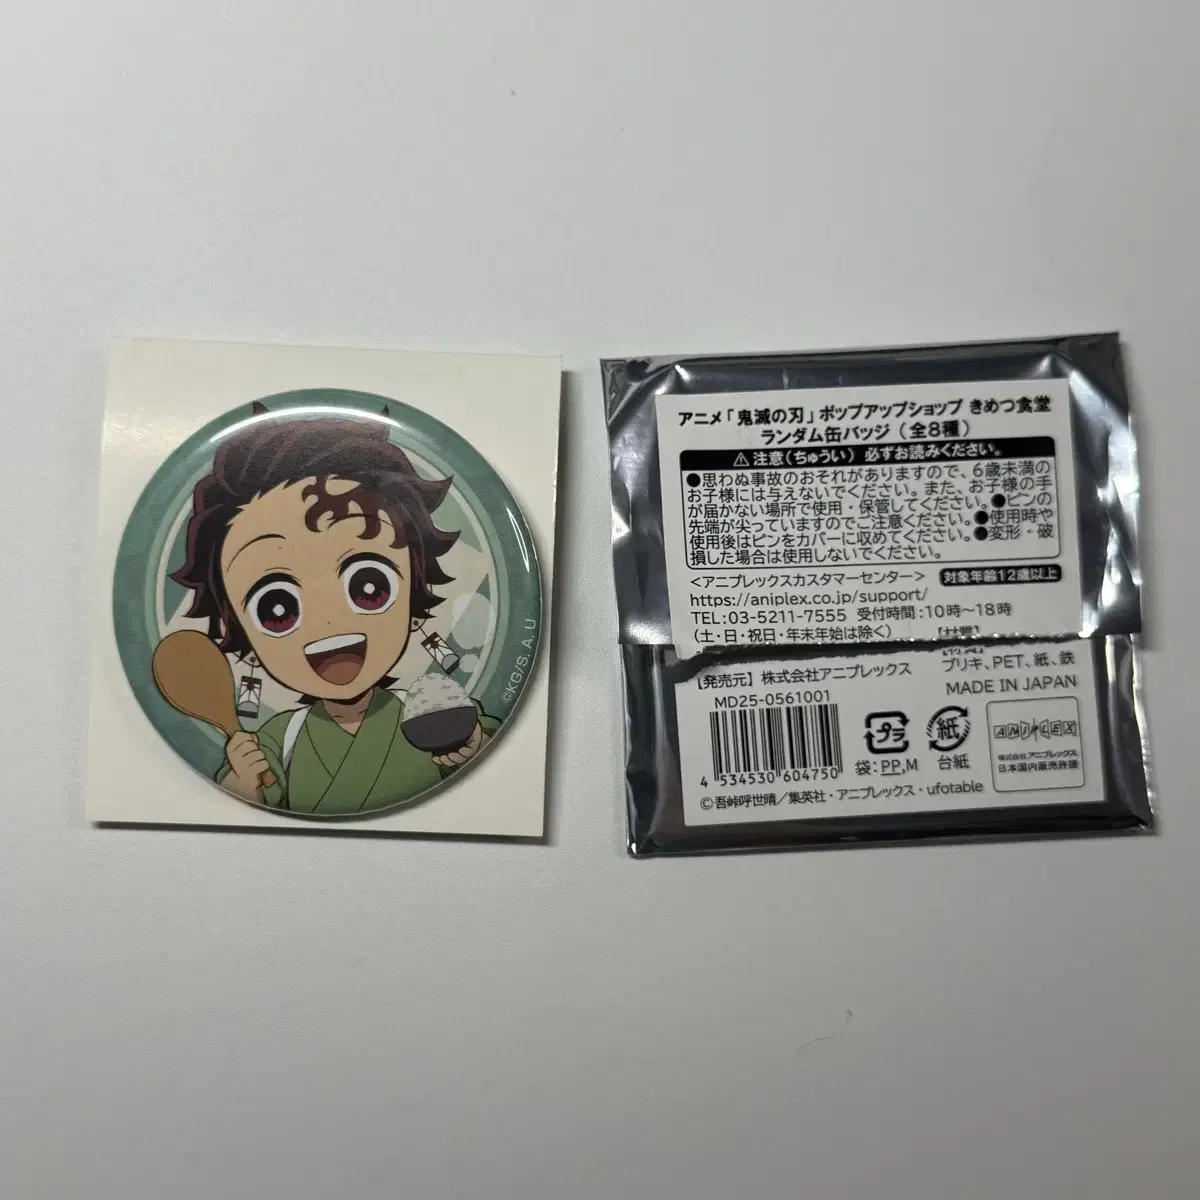 ©KG/S, A, U
アニメ「鬼滅の刃」ポップアップショップ きめつ食堂
ランダム缶バッジ（全8種）
⚠注意（ちゅうい）必ずお読みください。
●思わぬ事故のおそれがありますので、6歳未満の
お子様には与えないでください。また、お子様の手
が届かない場所で使用・保管してください。●ピンの
先端が尖っていますのでご注意ください。●使用時や
使用後はピンをカバーに収めてください。●変形・破
損した場合は使用しないでください。
<アニプレックスカスタマーセンター>
対象年齢12歳以上
https://aniplex.co.jp/support/
TEL:03-5211-7555 受付時間:10時〜18時
(土・日・祝日・年末年始は除く)
【材質】
ブリキ、PET、紙、鉄
【発売元】株式会社アニプレックス
MD25-0561001
MADE IN JAPAN
4 534530 604750
プラ
袋:PP,M
紙
台紙
ANIPLEX
株式会社アニプレックス
日本国内販売許諾
©吾峠呼世晴／集英社・アニプレックス・ufotable